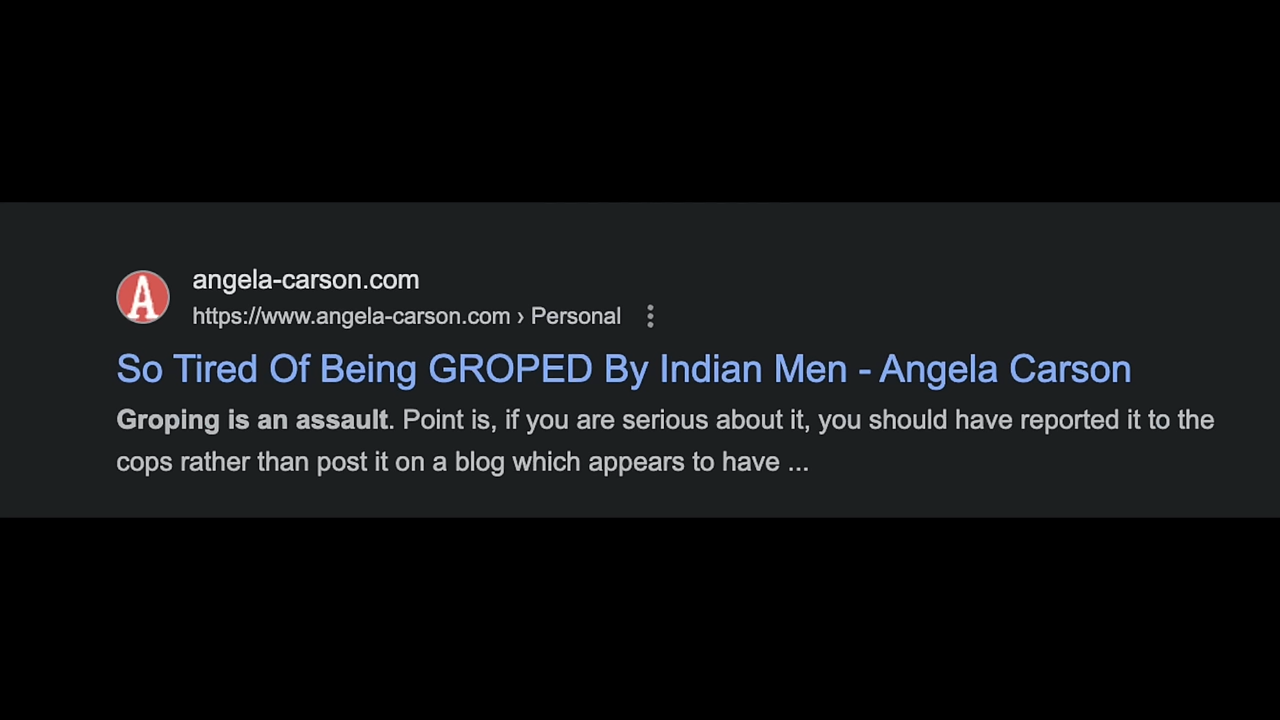 A
angela-carson.com
https://www.angela-carson.com › Personal
So Tired Of Being GROPED By Indian Men - Angela Carson
Groping is an assault. Point is, if you are serious about it, you should have reported it to the
cops rather than post it on a blog which appears to have ...